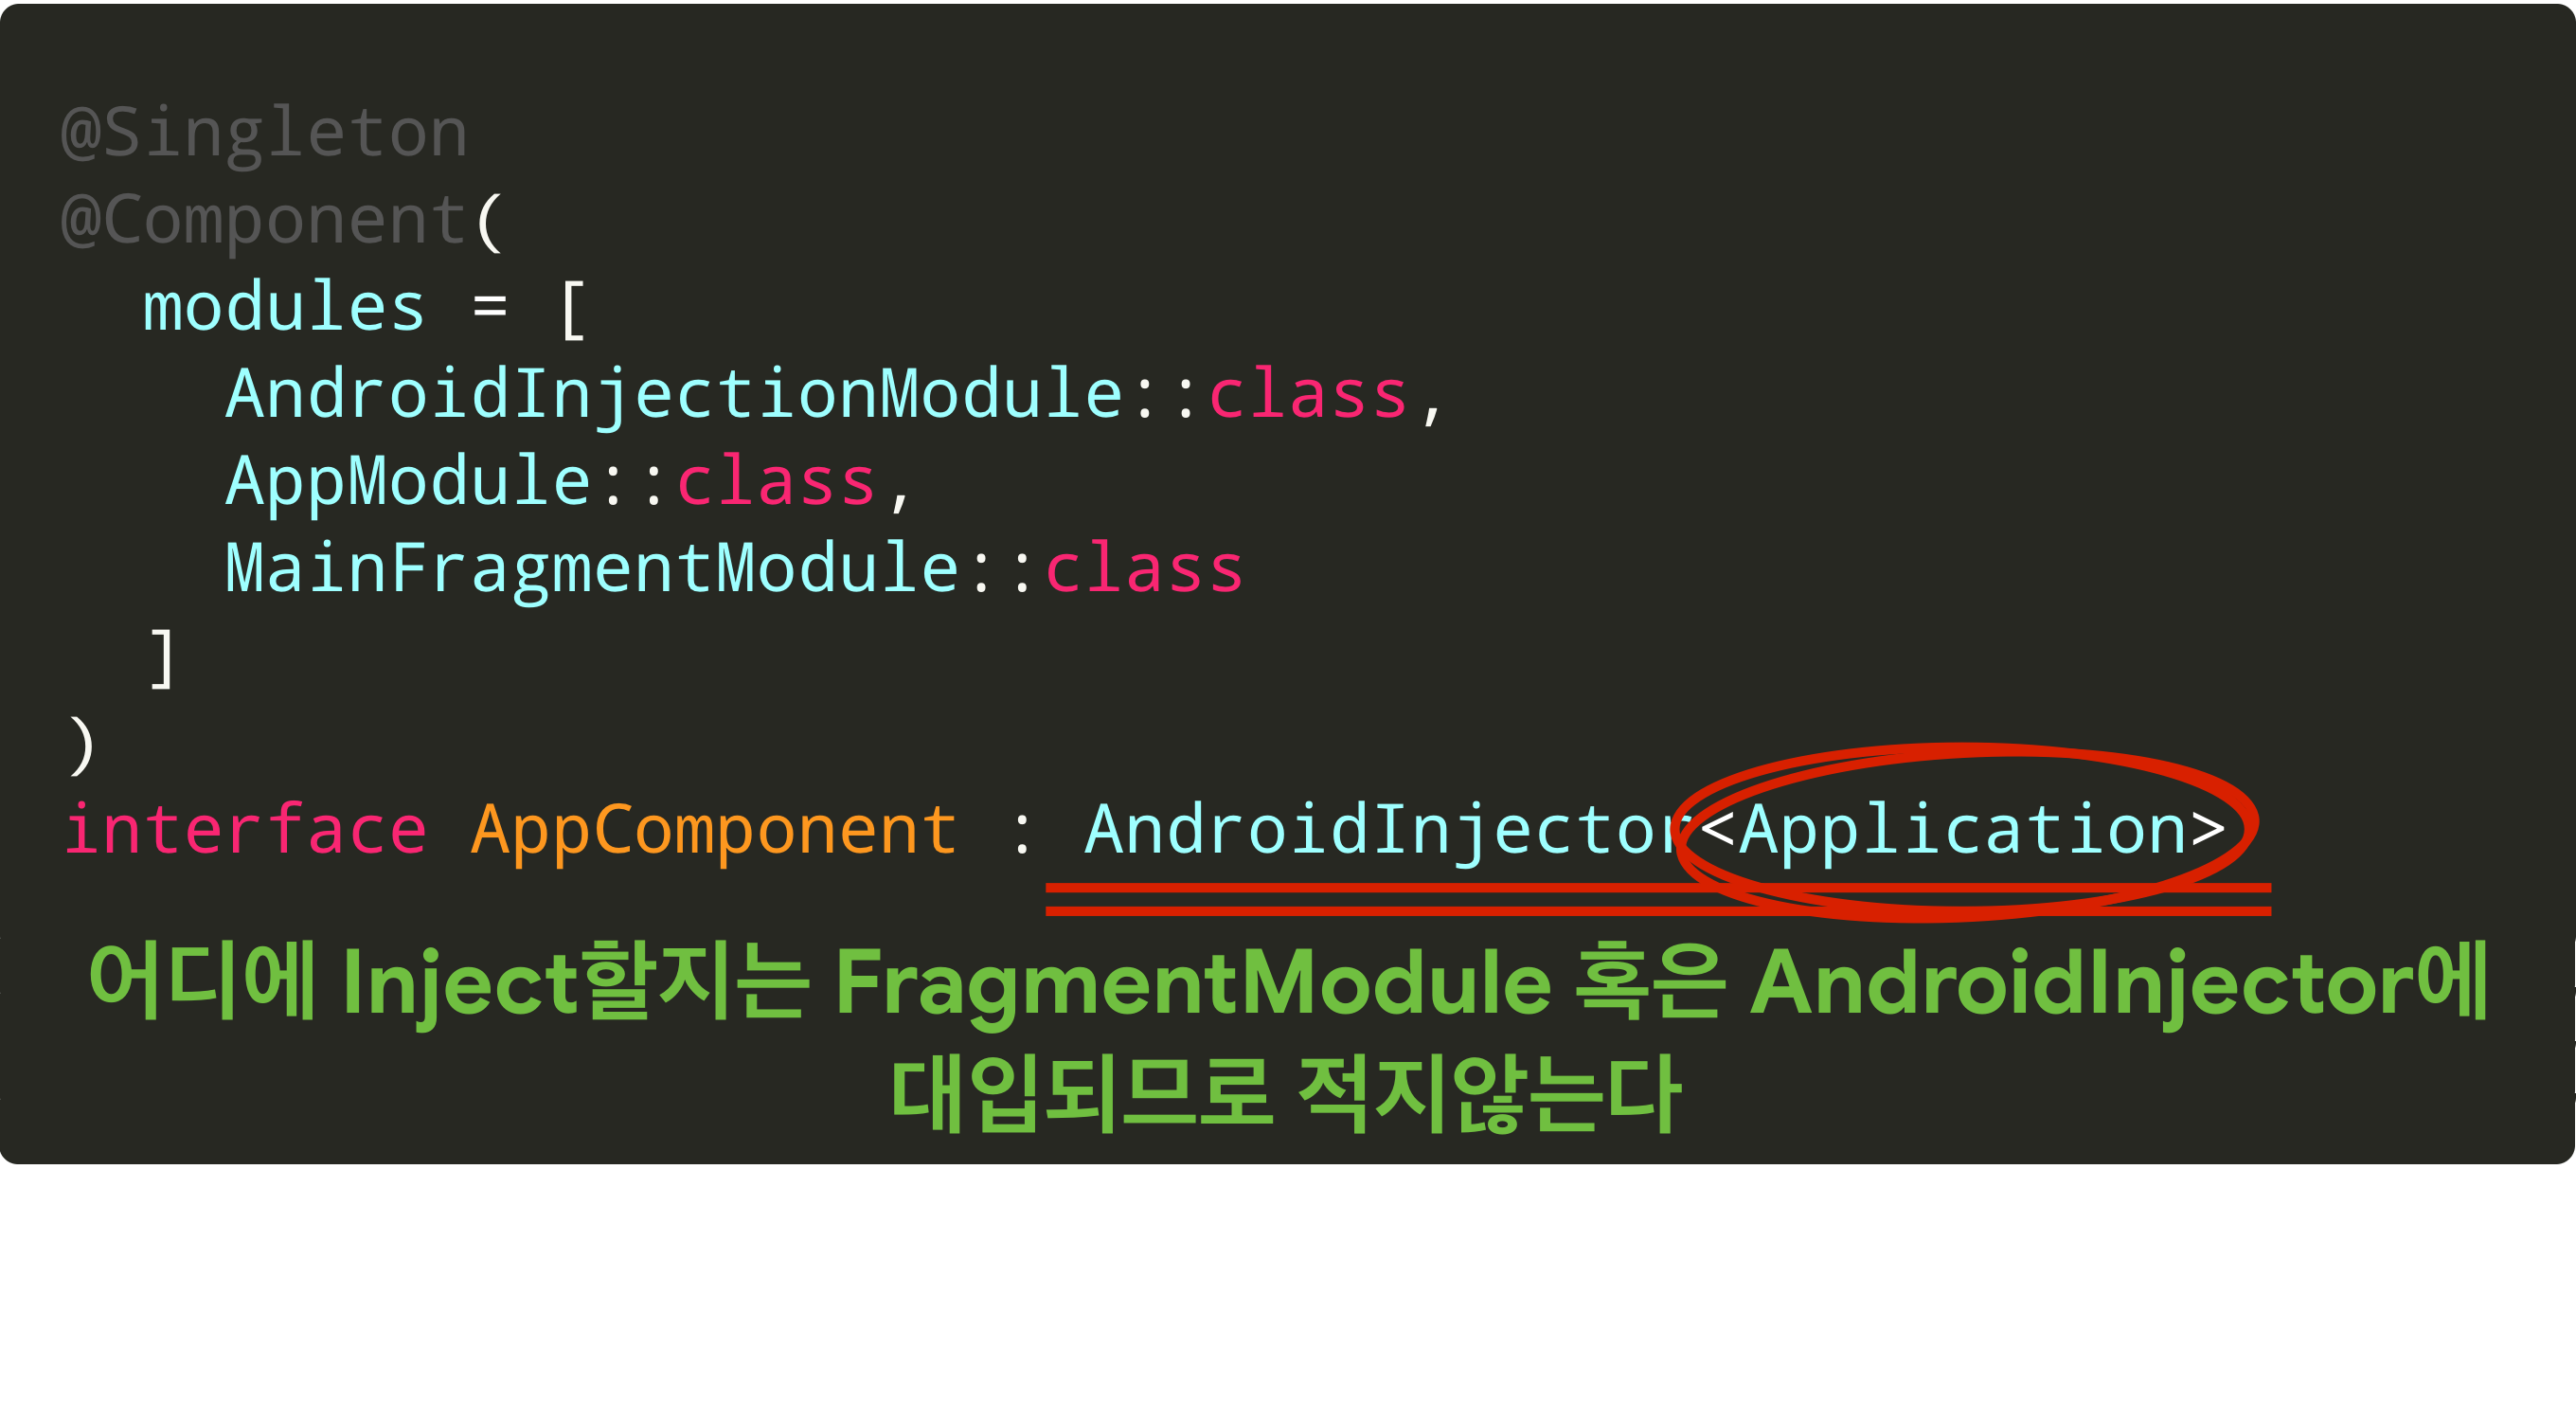 @Singleton
@Component(
  modules = [
    AndroidInjectionModule::class,
    AppModule::class,
    MainFragmentModule::class
  ]
)
interface AppComponent : AndroidInjector<Application>
어디에 Inject할지는 FragmentModule 혹은 AndroidInjector에
대입되므로 적지않는다